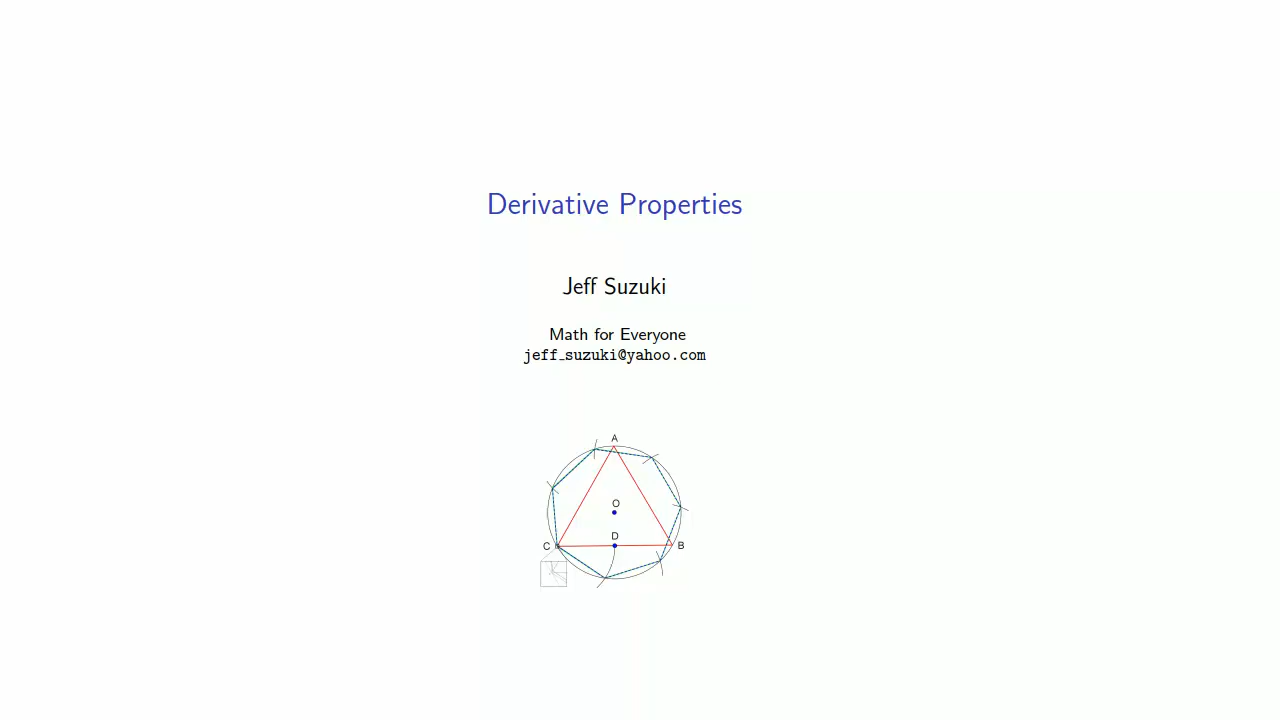 Derivative Properties
Jeff Suzuki
Math for Everyone
jeff_suzuki@yahoo.com
A
O
D
C
B